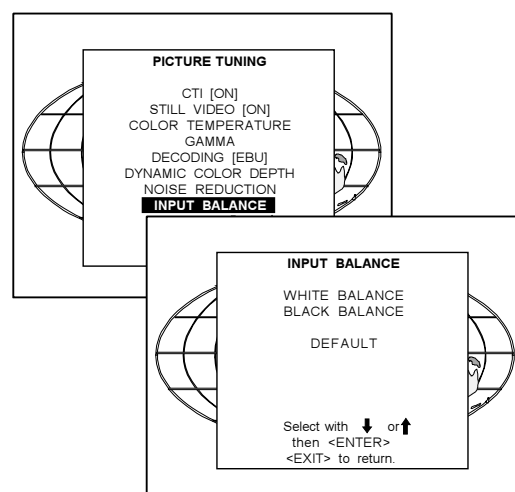 PICTURE TUNING
CTI [ON]
STILL VIDEO [ON]
COLOR TEMPERATURE
GAMMA
DECODING [EBU]
DYNAMIC COLOR DEPTH
NOISE REDUCTION
INPUT BALANCE
INPUT BALANCE
WHITE BALANCE
BLACK BALANCE
DEFAULT
Select with or
then <ENTER>
<EXIT> to return.